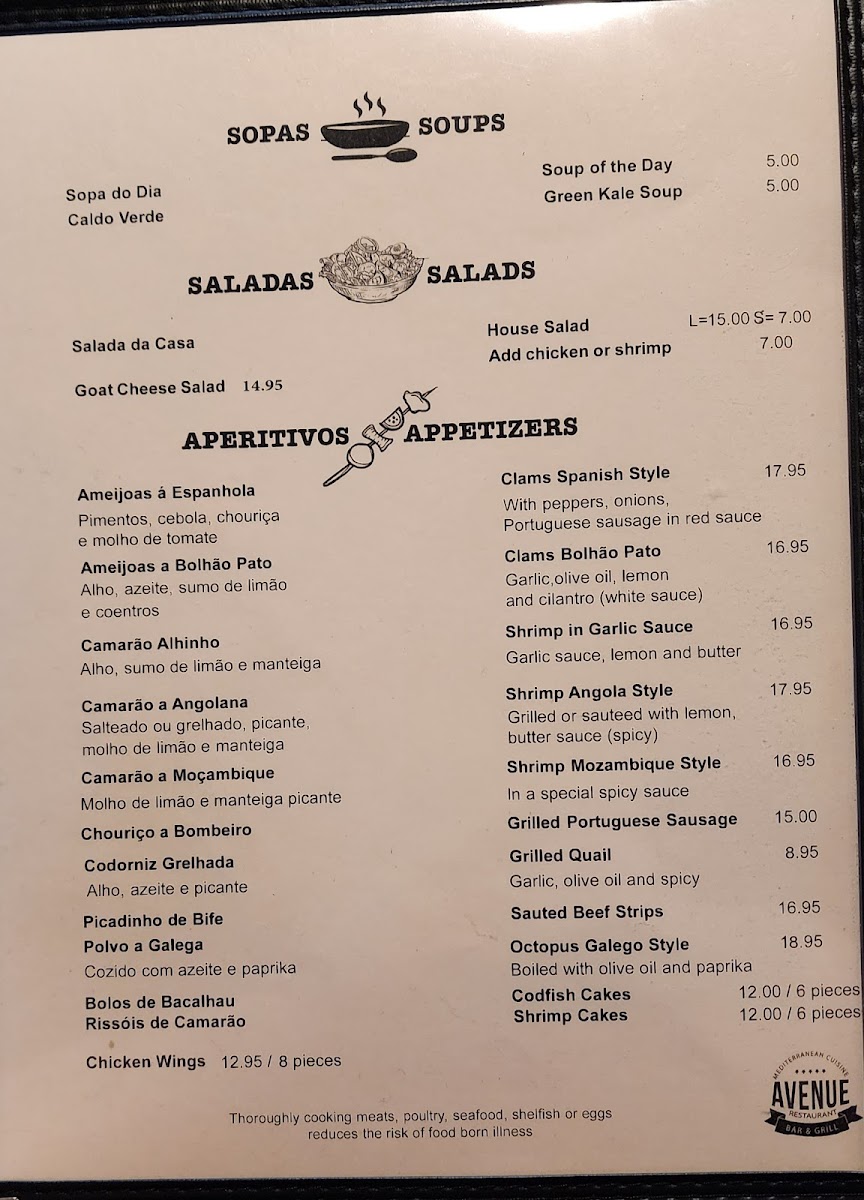 SOPAS SOUPS
Sopa do Dia Soup of the Day 5.00
Caldo Verde Green Kale Soup 5.00
SALADAS SALADS
Salada da Casa House Salad L=15.00 S= 7.00
Add chicken or shrimp 7.00
Goat Cheese Salad 14.95
APERITIVOS APPETIZERS
Ameijoas á Espanhola Clams Spanish Style 17.95
Pimentos, cebola, chouriça With peppers, onions,
e molho de tomate Portuguese sausage in red sauce
Ameijoas a Bolhão Pato Clams Bolhão Pato 16.95
Alho, azeite, sumo de limão Garlic,olive oil, lemon
e coentros and cilantro (white sauce)
Camarão Alhinho Shrimp in Garlic Sauce 16.95
Alho, sumo de limão e manteiga Garlic sauce, lemon and butter
Camarão a Angolana Shrimp Angola Style 17.95
Salteado ou grelhado, picante, Grilled or sauteed with lemon,
molho de limão e manteiga butter sauce (spicy)
Camarão a Moçambique Shrimp Mozambique Style 16.95
Molho de limão e manteiga picante In a special spicy sauce
Chouriço a Bombeiro Grilled Portuguese Sausage 15.00
Codorniz Grelhada Grilled Quail 8.95
Alho, azeite e picante Garlic, olive oil and spicy
Picadinho de Bife Sauted Beef Strips 16.95
Polvo a Galega Octopus Galego Style 18.95
Cozido com azeite e paprika Boiled with olive oil and paprika
Bolos de Bacalhau Codfish Cakes 12.00 / 6 pieces
Rissóis de Camarão Shrimp Cakes 12.00 / 6 pieces
Chicken Wings 12.95 / 8 pieces
Thoroughly cooking meats, poultry, seafood, shelfish or eggs
reduces the risk of food born illness
MEDITERRANEAN CUISINE
AVENUE
RESTAURANT
BAR & GRILL